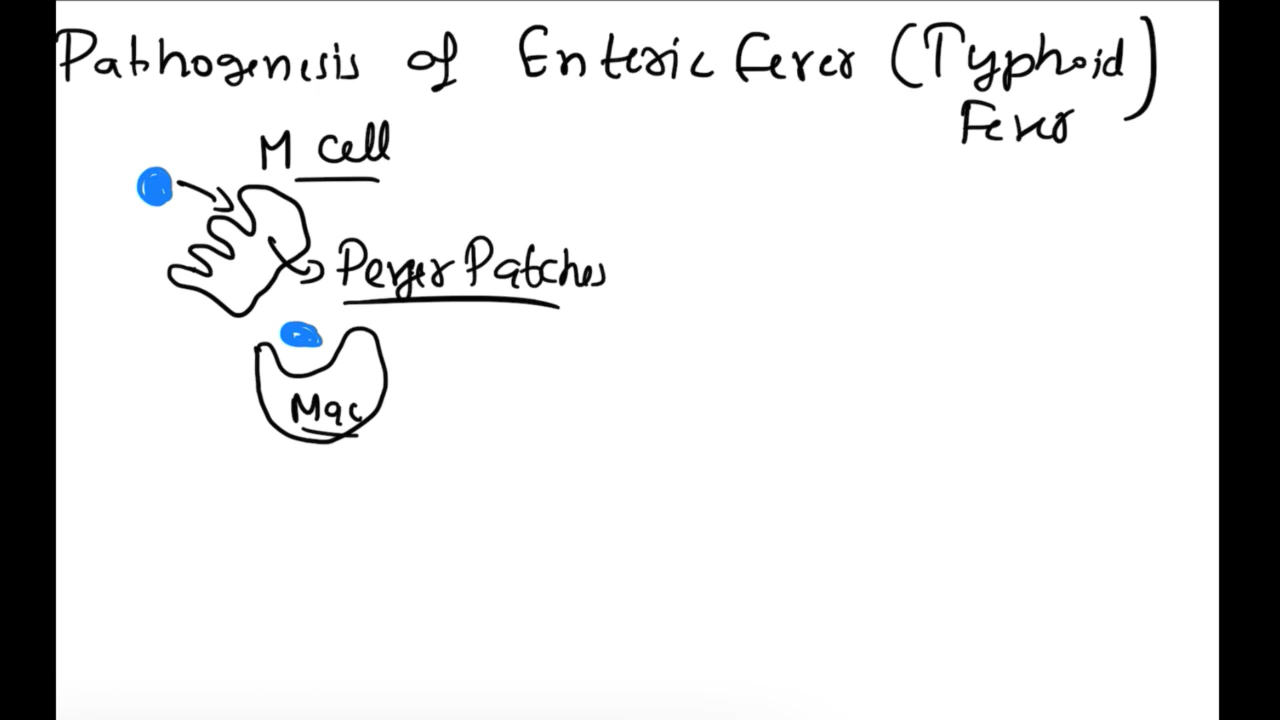 Pathogenesis of Enteric Fever (Typhoid)
Fever
M cell
Peyer Patches
Mac